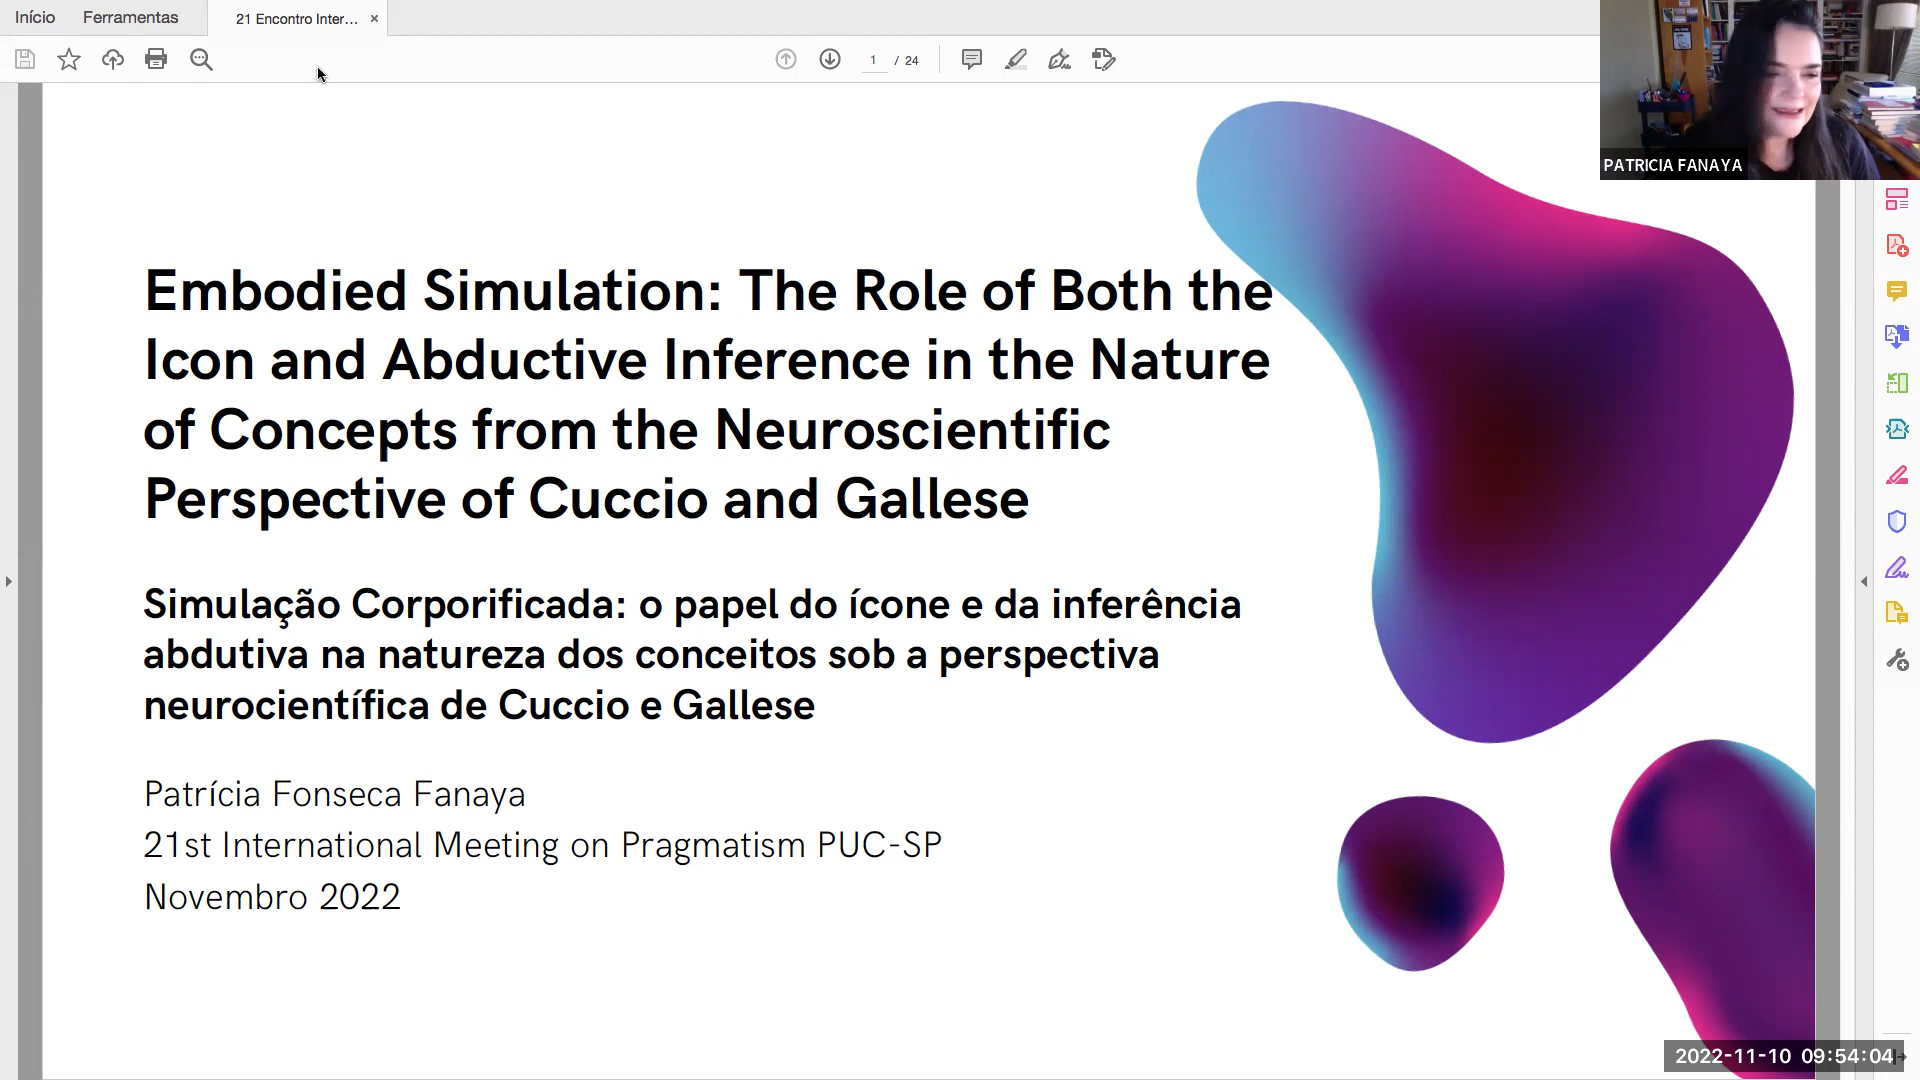 Início Ferramentas 21 Encontro Inter... ×
1 / 24
PATRICIA FANAYA
Embodied Simulation: The Role of Both the
Icon and Abductive Inference in the Nature
of Concepts from the Neuroscientific
Perspective of Cuccio and Gallese
Simulação Corporificada: o papel do ícone e da inferência
abdutiva na natureza dos conceitos sob a perspectiva
neurocientífica de Cuccio e Gallese
Patrícia Fonseca Fanaya
21st International Meeting on Pragmatism PUC-SP
Novembro 2022
2022-11-10 09:54:04